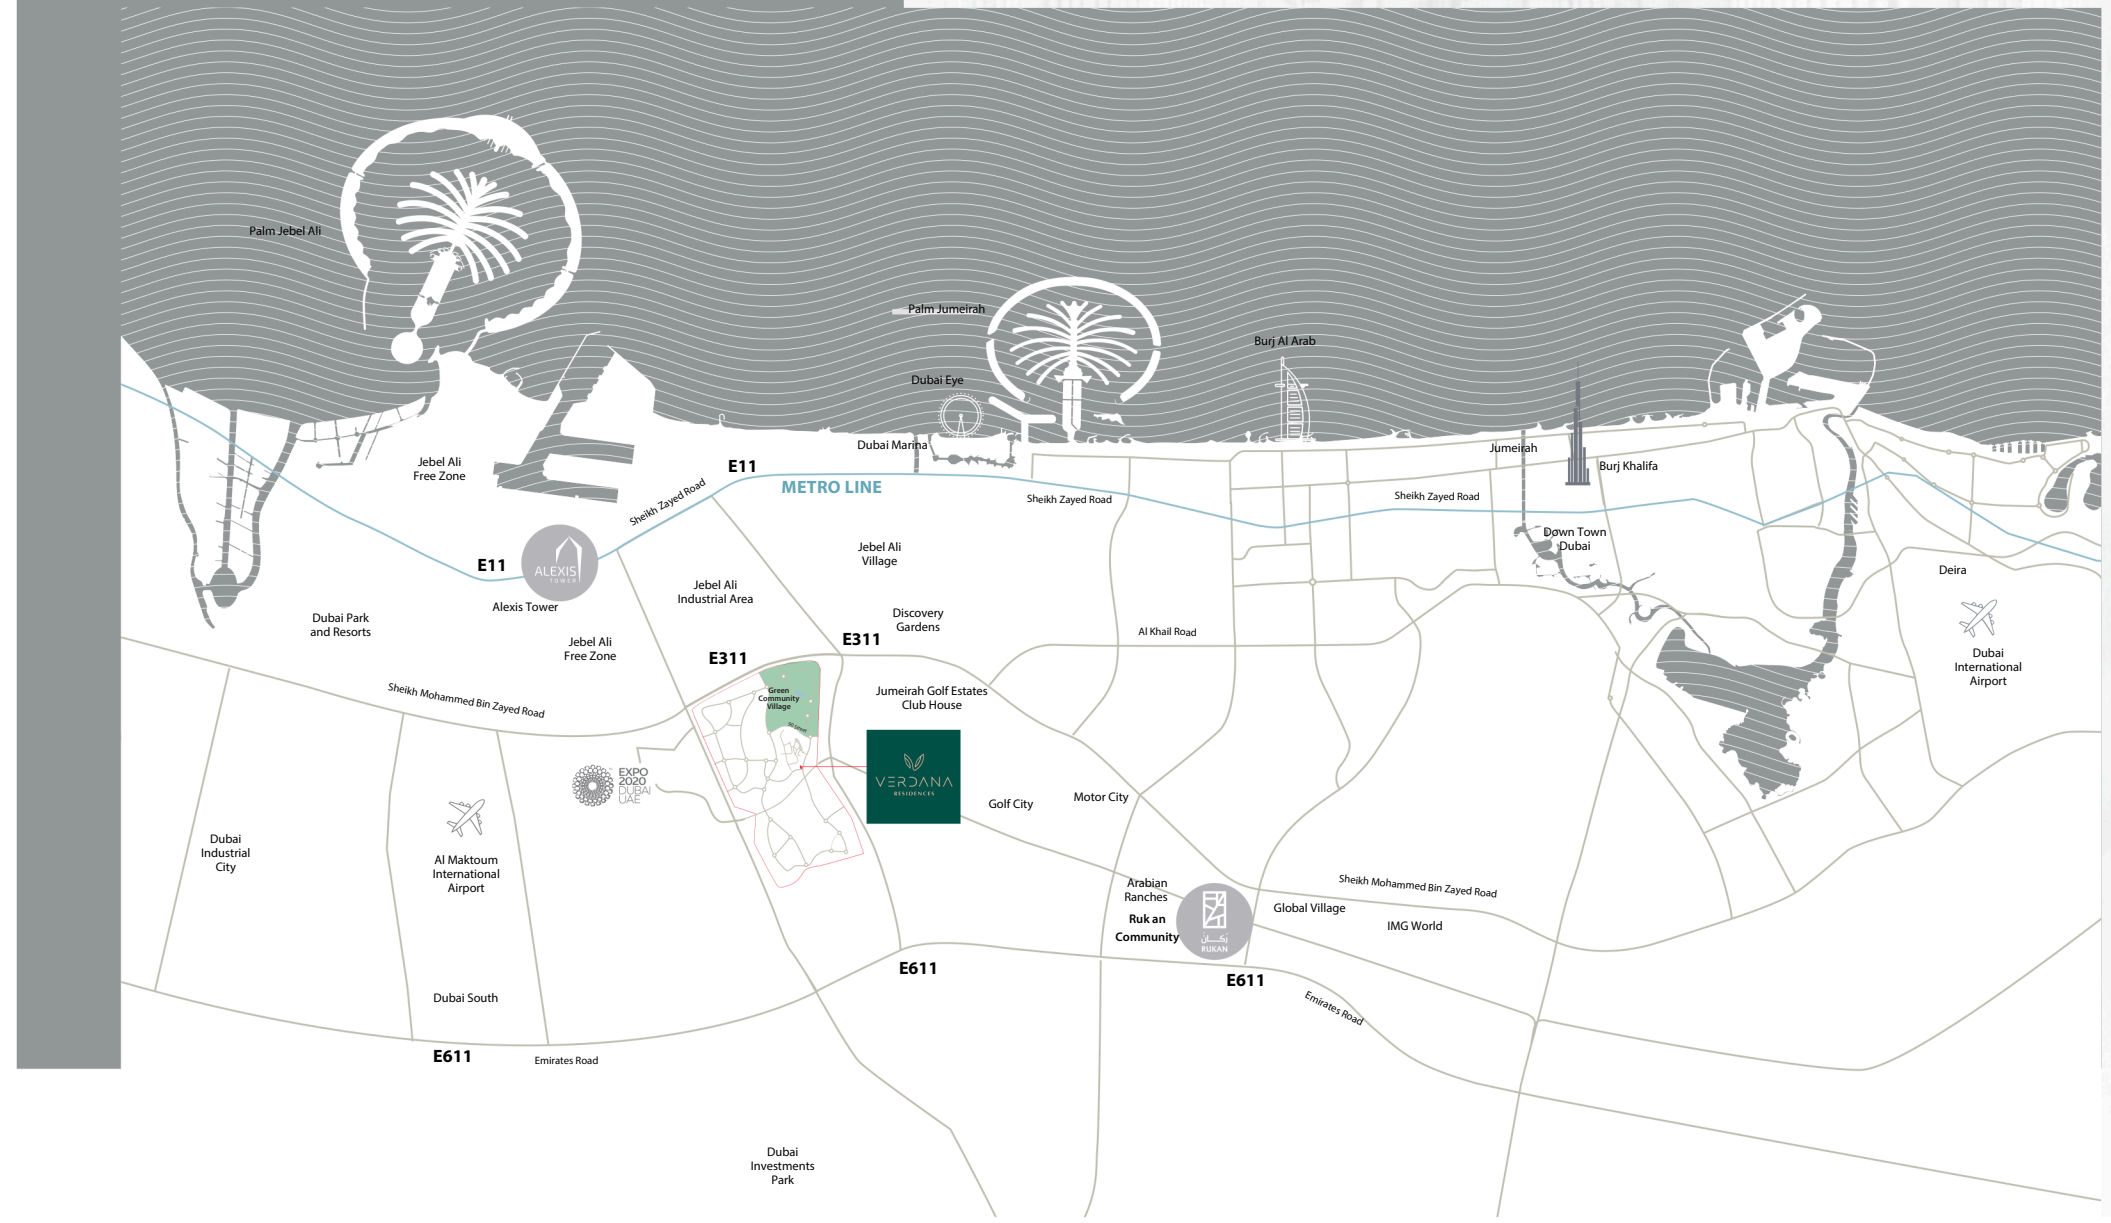 Palm Jebel Ali
Palm Jumeirah
Burj Al Arab
Dubai Eye
Dubai Marina
Jumeirah
Burj Khalifa
Jebel Ali
Free Zone
E11
METRO LINE
Sheikh Zayed Road
Sheikh Zayed Road
Sheikh Zayed Road
Down Town
Dubai
E11
ALEXIS
TOWER
Alexis Tower
Jebel Ali
Village
Jebel Ali
Industrial Area
Deira
Dubai Park
and Resorts
Discovery
Gardens
Jebel Ali
Free Zone
E311
E311
Al Khail Road
Dubai
International
Airport
Sheikh Mohammed Bin Zayed Road
Green
Community
Village
Jumeirah Golf Estates
Club House
EXPO
2020
DUBAI
UAE
VERDANA
RESIDENCES
Golf City
Motor City
Dubai
Industrial
City
Al Maktoum
International
Airport
Arabian
Ranches
Ruk an
Community
رُكــان
RUKAN
Sheikh Mohammed Bin Zayed Road
Global Village
IMG World
E611
E611
Emirates Road
Dubai South
E611
Emirates Road
Dubai
Investments
Park